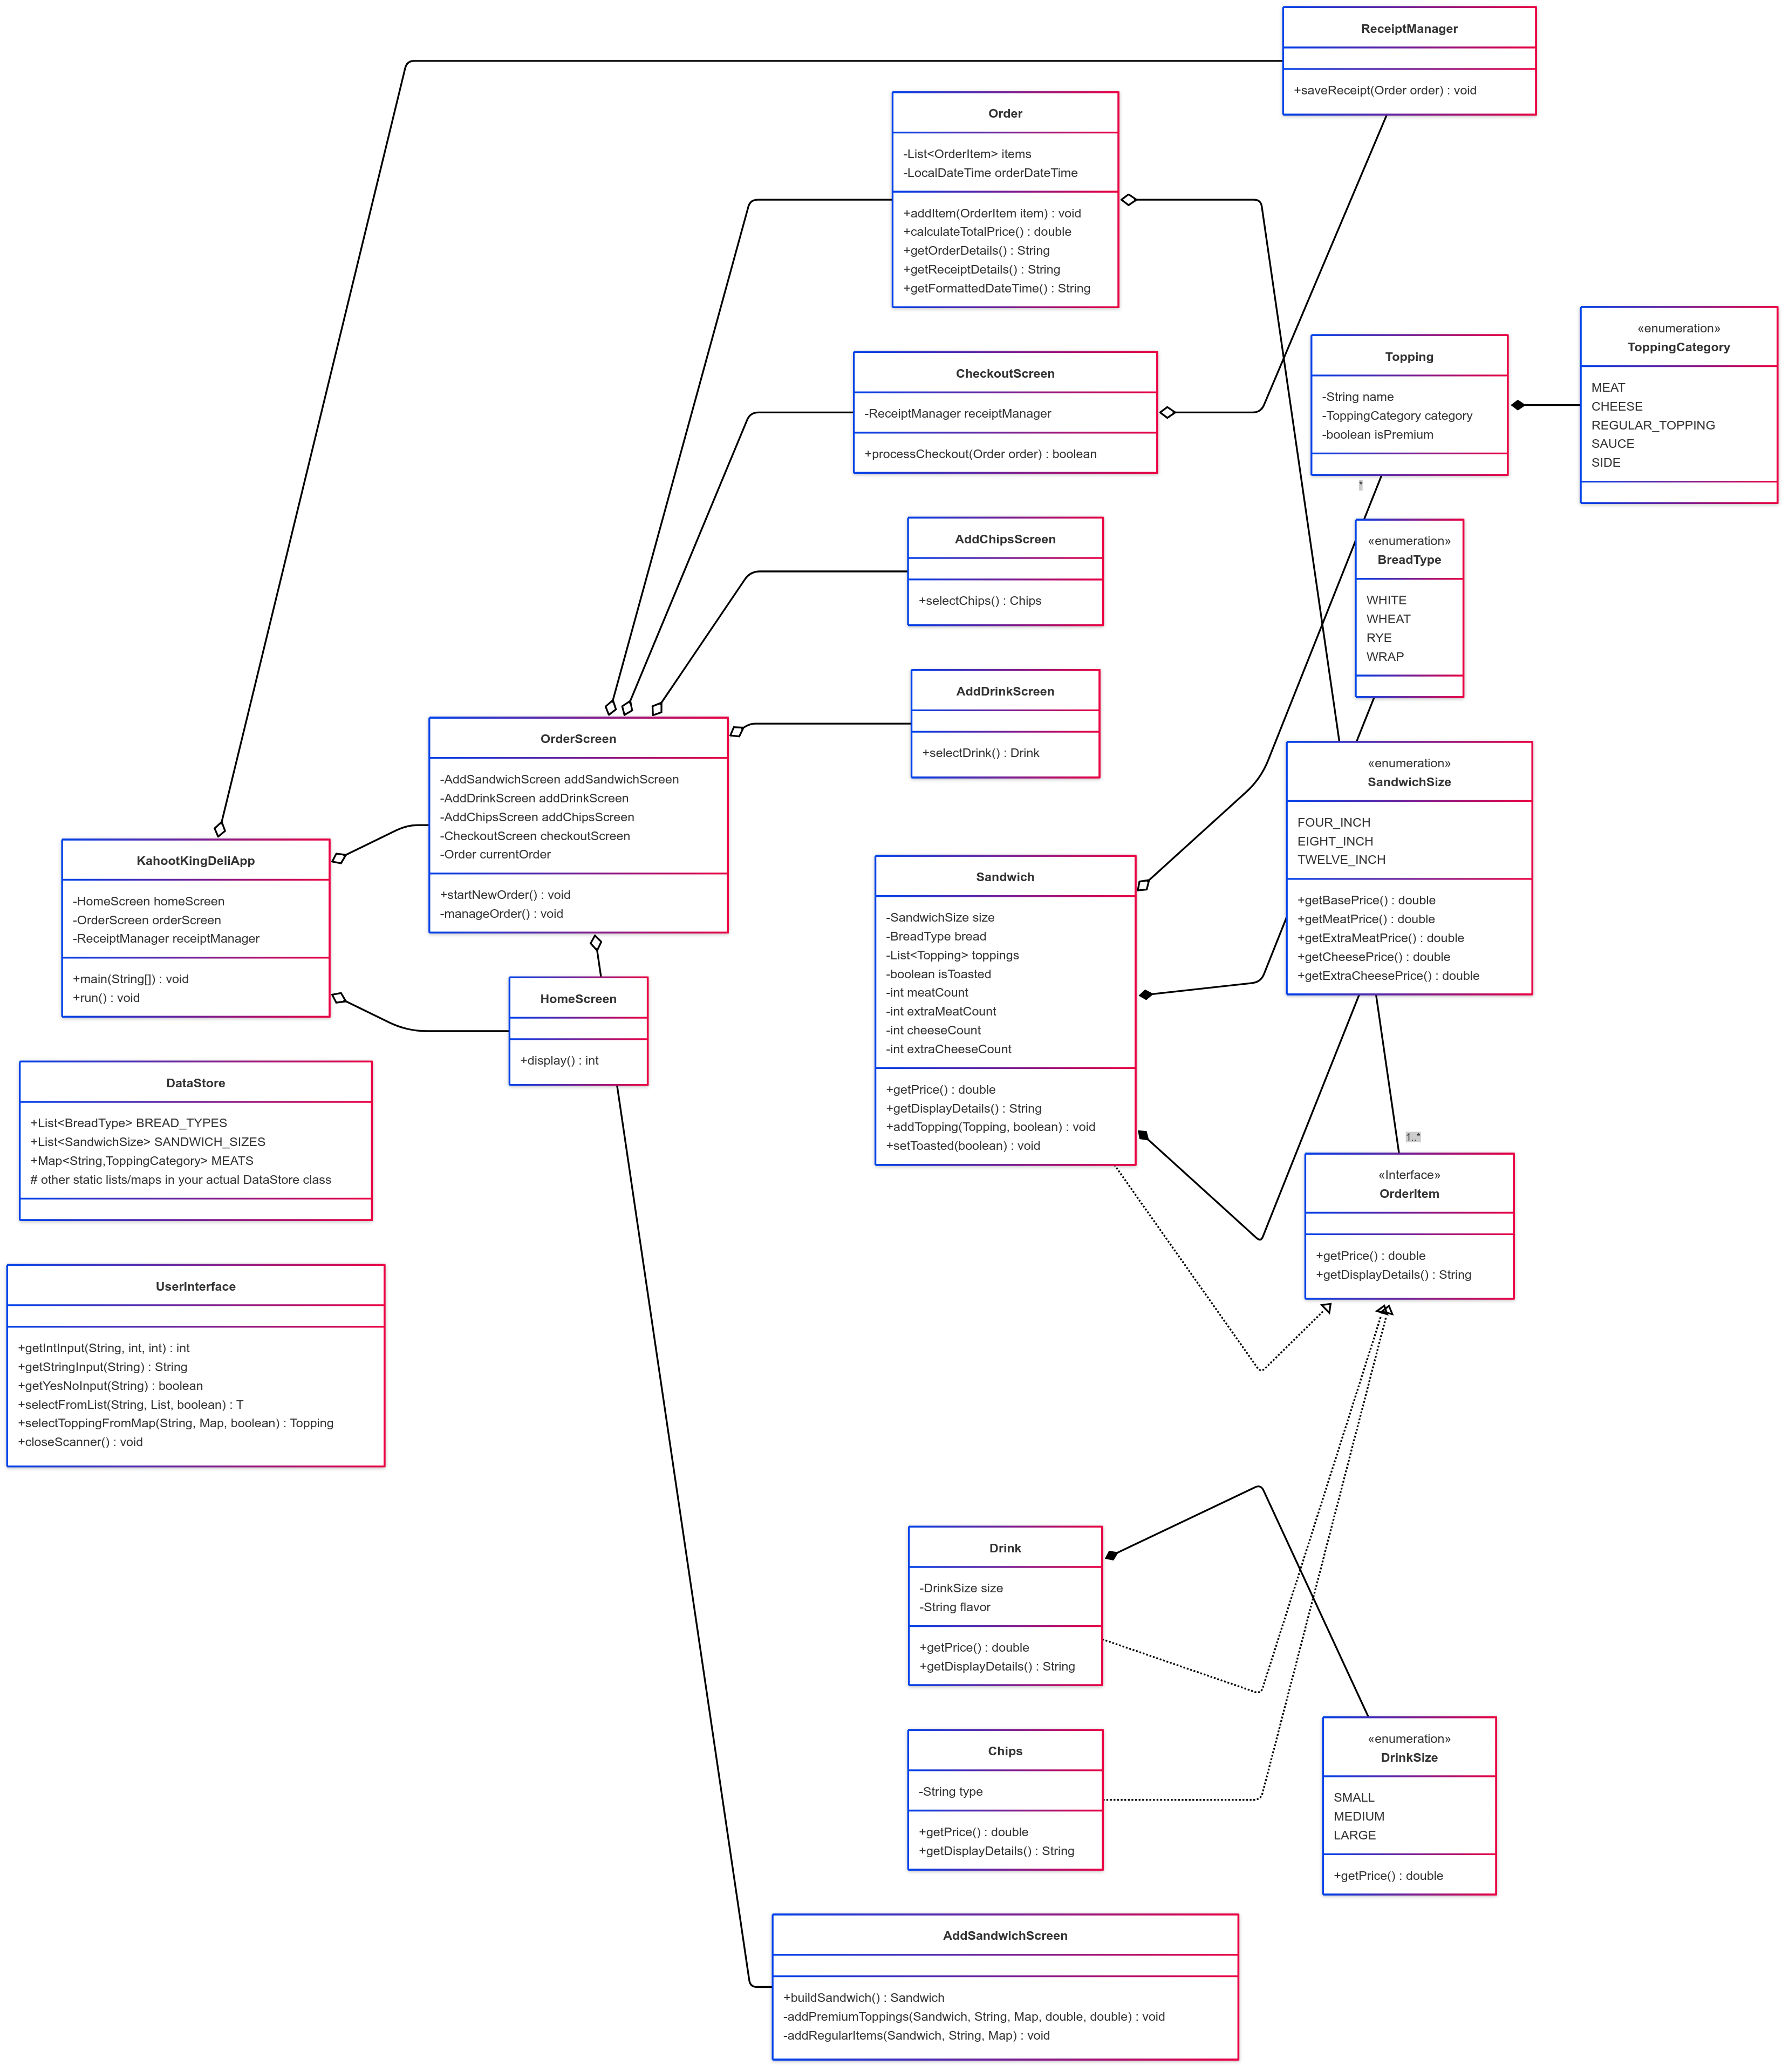 ReceiptManager
+saveReceipt(Order order) : void
Order
-List<OrderItem> items
-LocalDateTime orderDateTime
+addItem(OrderItem item) : void
+calculateTotalPrice() : double
+getOrderDetails() : String
+getReceiptDetails() : String
+getFormattedDateTime() : String
«enumeration»
ToppingCategory
MEAT
CHEESE
REGULAR_TOPPING
SAUCE
SIDE
Topping
-String name
-ToppingCategory category
-boolean isPremium
*
CheckoutScreen
-ReceiptManager receiptManager
+processCheckout(Order order) : boolean
AddChipsScreen
+selectChips() : Chips
«enumeration»
BreadType
WHITE
WHEAT
RYE
WRAP
AddDrinkScreen
+selectDrink() : Drink
OrderScreen
-AddSandwichScreen addSandwichScreen
-AddDrinkScreen addDrinkScreen
-AddChipsScreen addChipsScreen
-CheckoutScreen checkoutScreen
-Order currentOrder
+startNewOrder() : void
-manageOrder() : void
«enumeration»
SandwichSize
FOUR_INCH
EIGHT_INCH
TWELVE_INCH
+getBasePrice() : double
+getMeatPrice() : double
+getExtraMeatPrice() : double
+getCheesePrice() : double
+getExtraCheesePrice() : double
KahootKingDeliApp
-HomeScreen homeScreen
-OrderScreen orderScreen
-ReceiptManager receiptManager
+main(String[]) : void
+run() : void
Sandwich
-SandwichSize size
-BreadType bread
-List<Topping> toppings
-boolean isToasted
-int meatCount
-int extraMeatCount
-int cheeseCount
-int extraCheeseCount
+getPrice() : double
+getDisplayDetails() : String
+addTopping(Topping, boolean) : void
+setToasted(boolean) : void
HomeScreen
+display() : int
DataStore
+List<BreadType> BREAD_TYPES
+List<SandwichSize> SANDWICH_SIZES
+Map<String,ToppingCategory> MEATS
# other static lists/maps in your actual DataStore class
1..*
«Interface»
OrderItem
+getPrice() : double
+getDisplayDetails() : String
UserInterface
+getIntInput(String, int, int) : int
+getStringInput(String) : String
+getYesNoInput(String) : boolean
+selectFromList(String, List, boolean) : T
+selectToppingFromMap(String, Map, boolean) : Topping
+closeScanner() : void
Drink
-DrinkSize size
-String flavor
+getPrice() : double
+getDisplayDetails() : String
Chips
-String type
+getPrice() : double
+getDisplayDetails() : String
«enumeration»
DrinkSize
SMALL
MEDIUM
LARGE
+getPrice() : double
AddSandwichScreen
+buildSandwich() : Sandwich
-addPremiumToppings(Sandwich, String, Map, double, double) : void
-addRegularItems(Sandwich, String, Map) : void